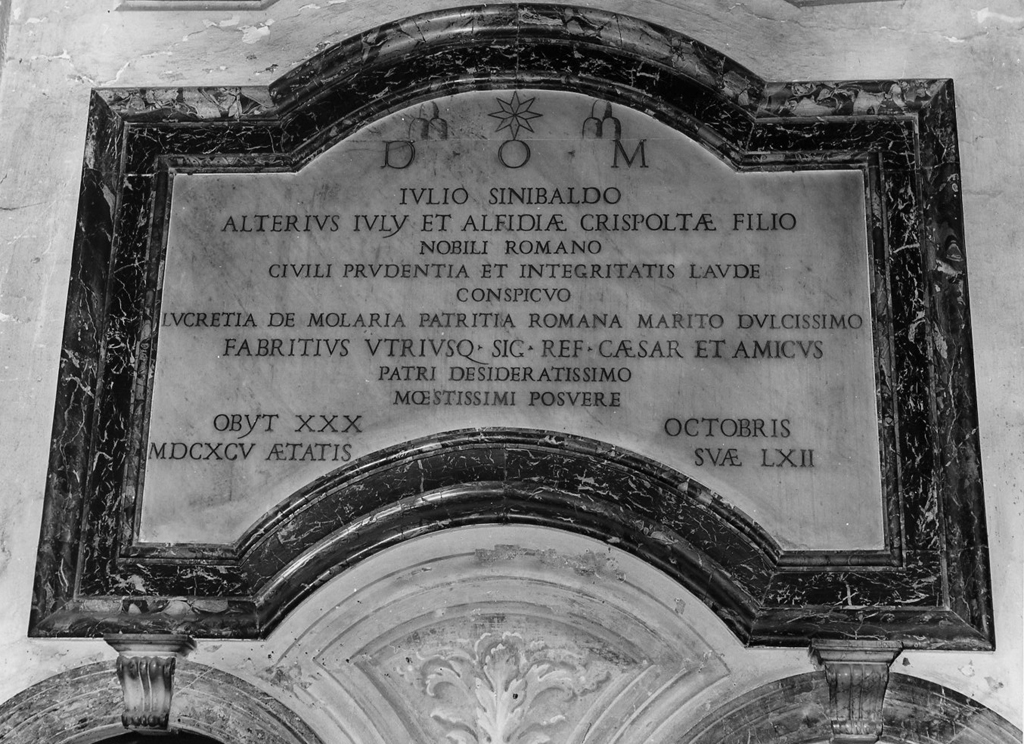 D O M
IVLIO SINIBALDO
ALTERIVS IVLY ET ALFIDIÆ CRISPOLTÆ FILIO
NOBILI ROMANO
CIVILI PRVDENTIA ET INTEGRITATIS LAVDE
CONSPICVO
LVCRETIA DE MOLARIA PATRITIA ROMANA MARITO DVLCISSIMO
FABRITIVS VTRIVSQ· SIG· REF· CÆSAR ET AMICVS
PATRI DESIDERATISSIMO
MŒSTISSIMI POSVERE
OBYT XXX OCTOBRIS
MDCXCV ÆTATIS SVÆ LXII